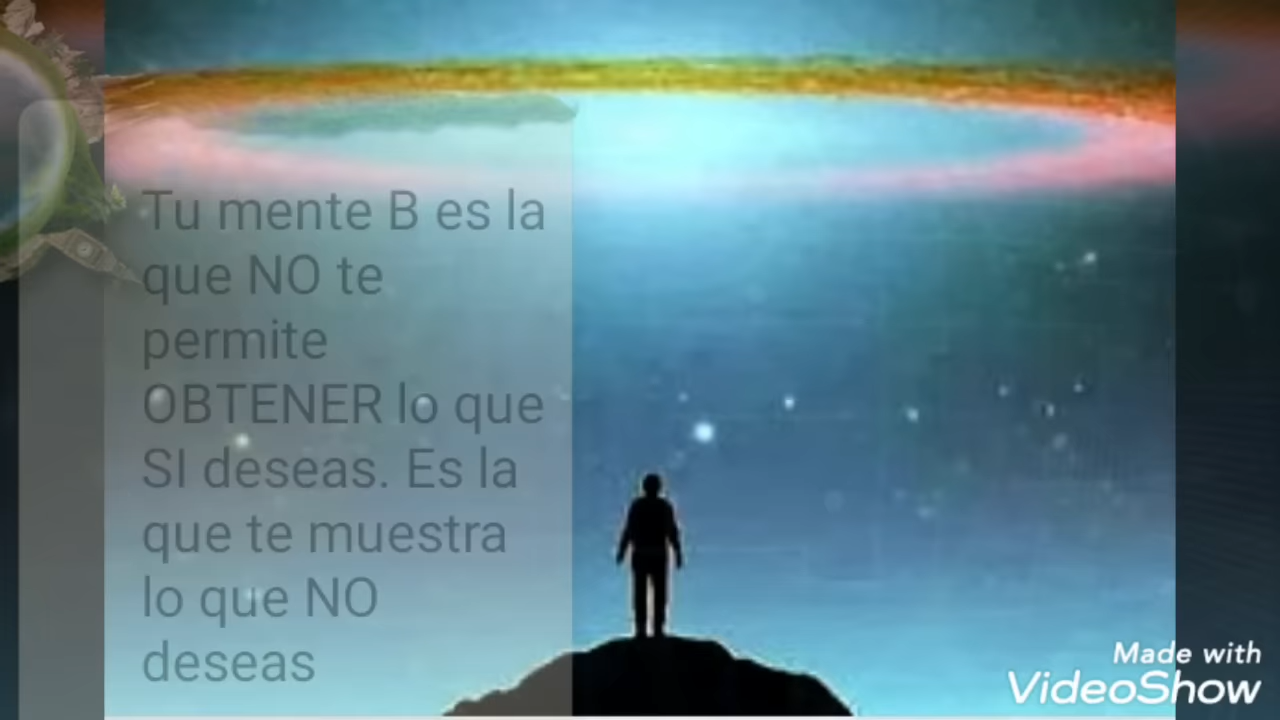 Tu mente B es la
que NO te
permite
OBTENER lo que
SI deseas. Es la
que te muestra
lo que NO
deseas
Made with
VideoShow